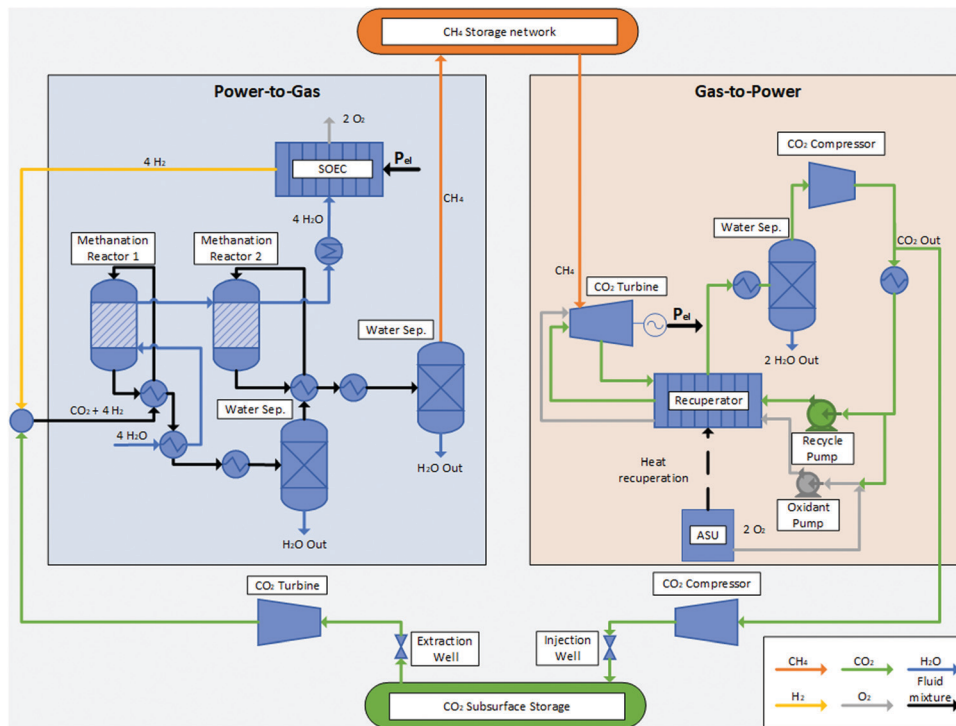 CH₄ Storage network
Power-to-Gas
Gas-to-Power
2 O₂
CO₂ Compressor
4 H₂
SOEC
Pel
4 H₂O
CH₄
Water Sep.
CO₂ Out
Methanation
Reactor 1
Methanation
Reactor 2
CH₄
CO₂ Turbine
Pel
Water Sep.
2 H₂O Out
Recuperator
CO₂ + 4 H₂
Water Sep.
4 H₂O
Recycle
Pump
H₂O Out
Heat
recuperation
Oxidant
Pump
ASU
2 O₂
H₂O Out
CO₂ Turbine
CO₂ Compressor
Extraction
Well
Injection
Well
CO₂ Subsurface Storage
CH₄
CO₂
H₂O
H₂
O₂
Fluid
mixture